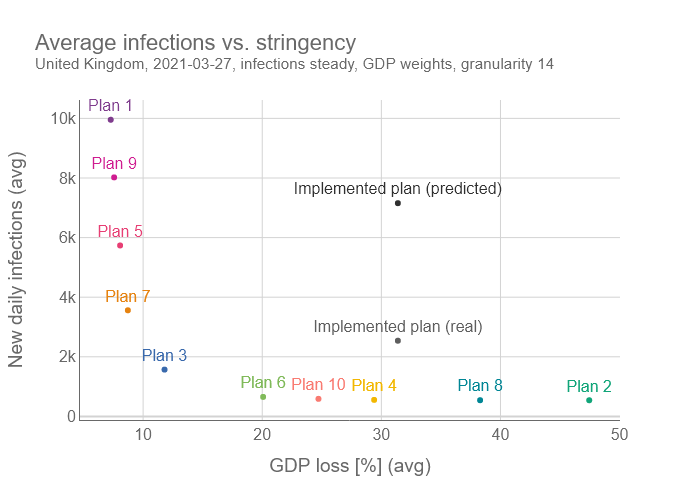 Average infections vs. stringency
United Kingdom, 2021-03-27, infections steady, GDP weights, granularity 14
New daily infections (avg)
10k
8k
6k
4k
2k
0
Plan 1
Plan 9
Implemented plan (predicted)
Plan 5
Plan 7
Implemented plan (real)
Plan 3
Plan 6
Plan 10
Plan 4
Plan 8
Plan 2
10
20
30
40
50
GDP loss [%] (avg)